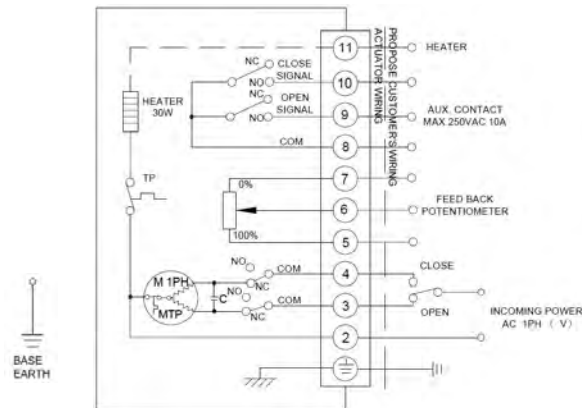 11
HEATER
NC
CLOSE
SIGNAL
NO
10
NC
OPEN
SIGNAL
NO
9
AUX. CONTACT
MAX 250VAC 10A
HEATER
30W
COM
8
ACTUATOR WIRING
PROPOSE CUSTOMER'S WIRING
TP
0%
7
6
FEED BACK
POTENTIOMETER
100%
5
NO
COM
4
CLOSE
M 1PH
NC
C
NO
COM
3
OPEN
MTP
NC
INCOMING POWER
AC 1PH ( V)
2
BASE
EARTH